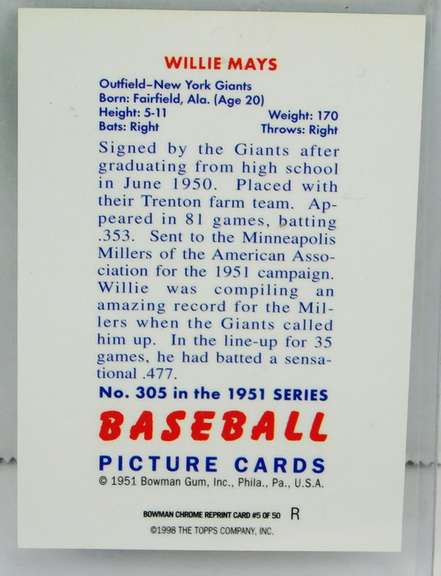 WILLIE MAYS
Outfield–New York Giants
Born: Fairfield, Ala. (Age 20)
Height: 5-11 Weight: 170
Bats: Right Throws: Right
Signed by the Giants after
graduating from high school
in June 1950. Placed with
their Trenton farm team. Ap-
peared in 81 games, batting
.353. Sent to the Minneapolis
Millers of the American Asso-
ciation for the 1951 campaign.
Willie was compiling an
amazing record for the Mil-
lers when the Giants called
him up. In the line-up for 35
games, he had batted a sensa-
tional .477.
No. 305 in the 1951 SERIES
BASEBALL
PICTURE CARDS
© 1951 Bowman Gum, Inc., Phila., Pa., U.S.A.
BOWMAN CHROME REPRINT CARD #5 OF 50 R
©1998 THE TOPPS COMPANY, INC.